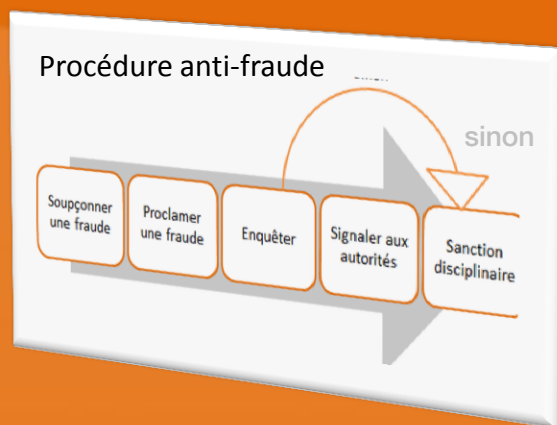 Procédure anti-fraude
sinon
Soupçonner
une fraude
Proclamer
une fraude
Enquêter
Signaler aux
autorités
Sanction
disciplinaire